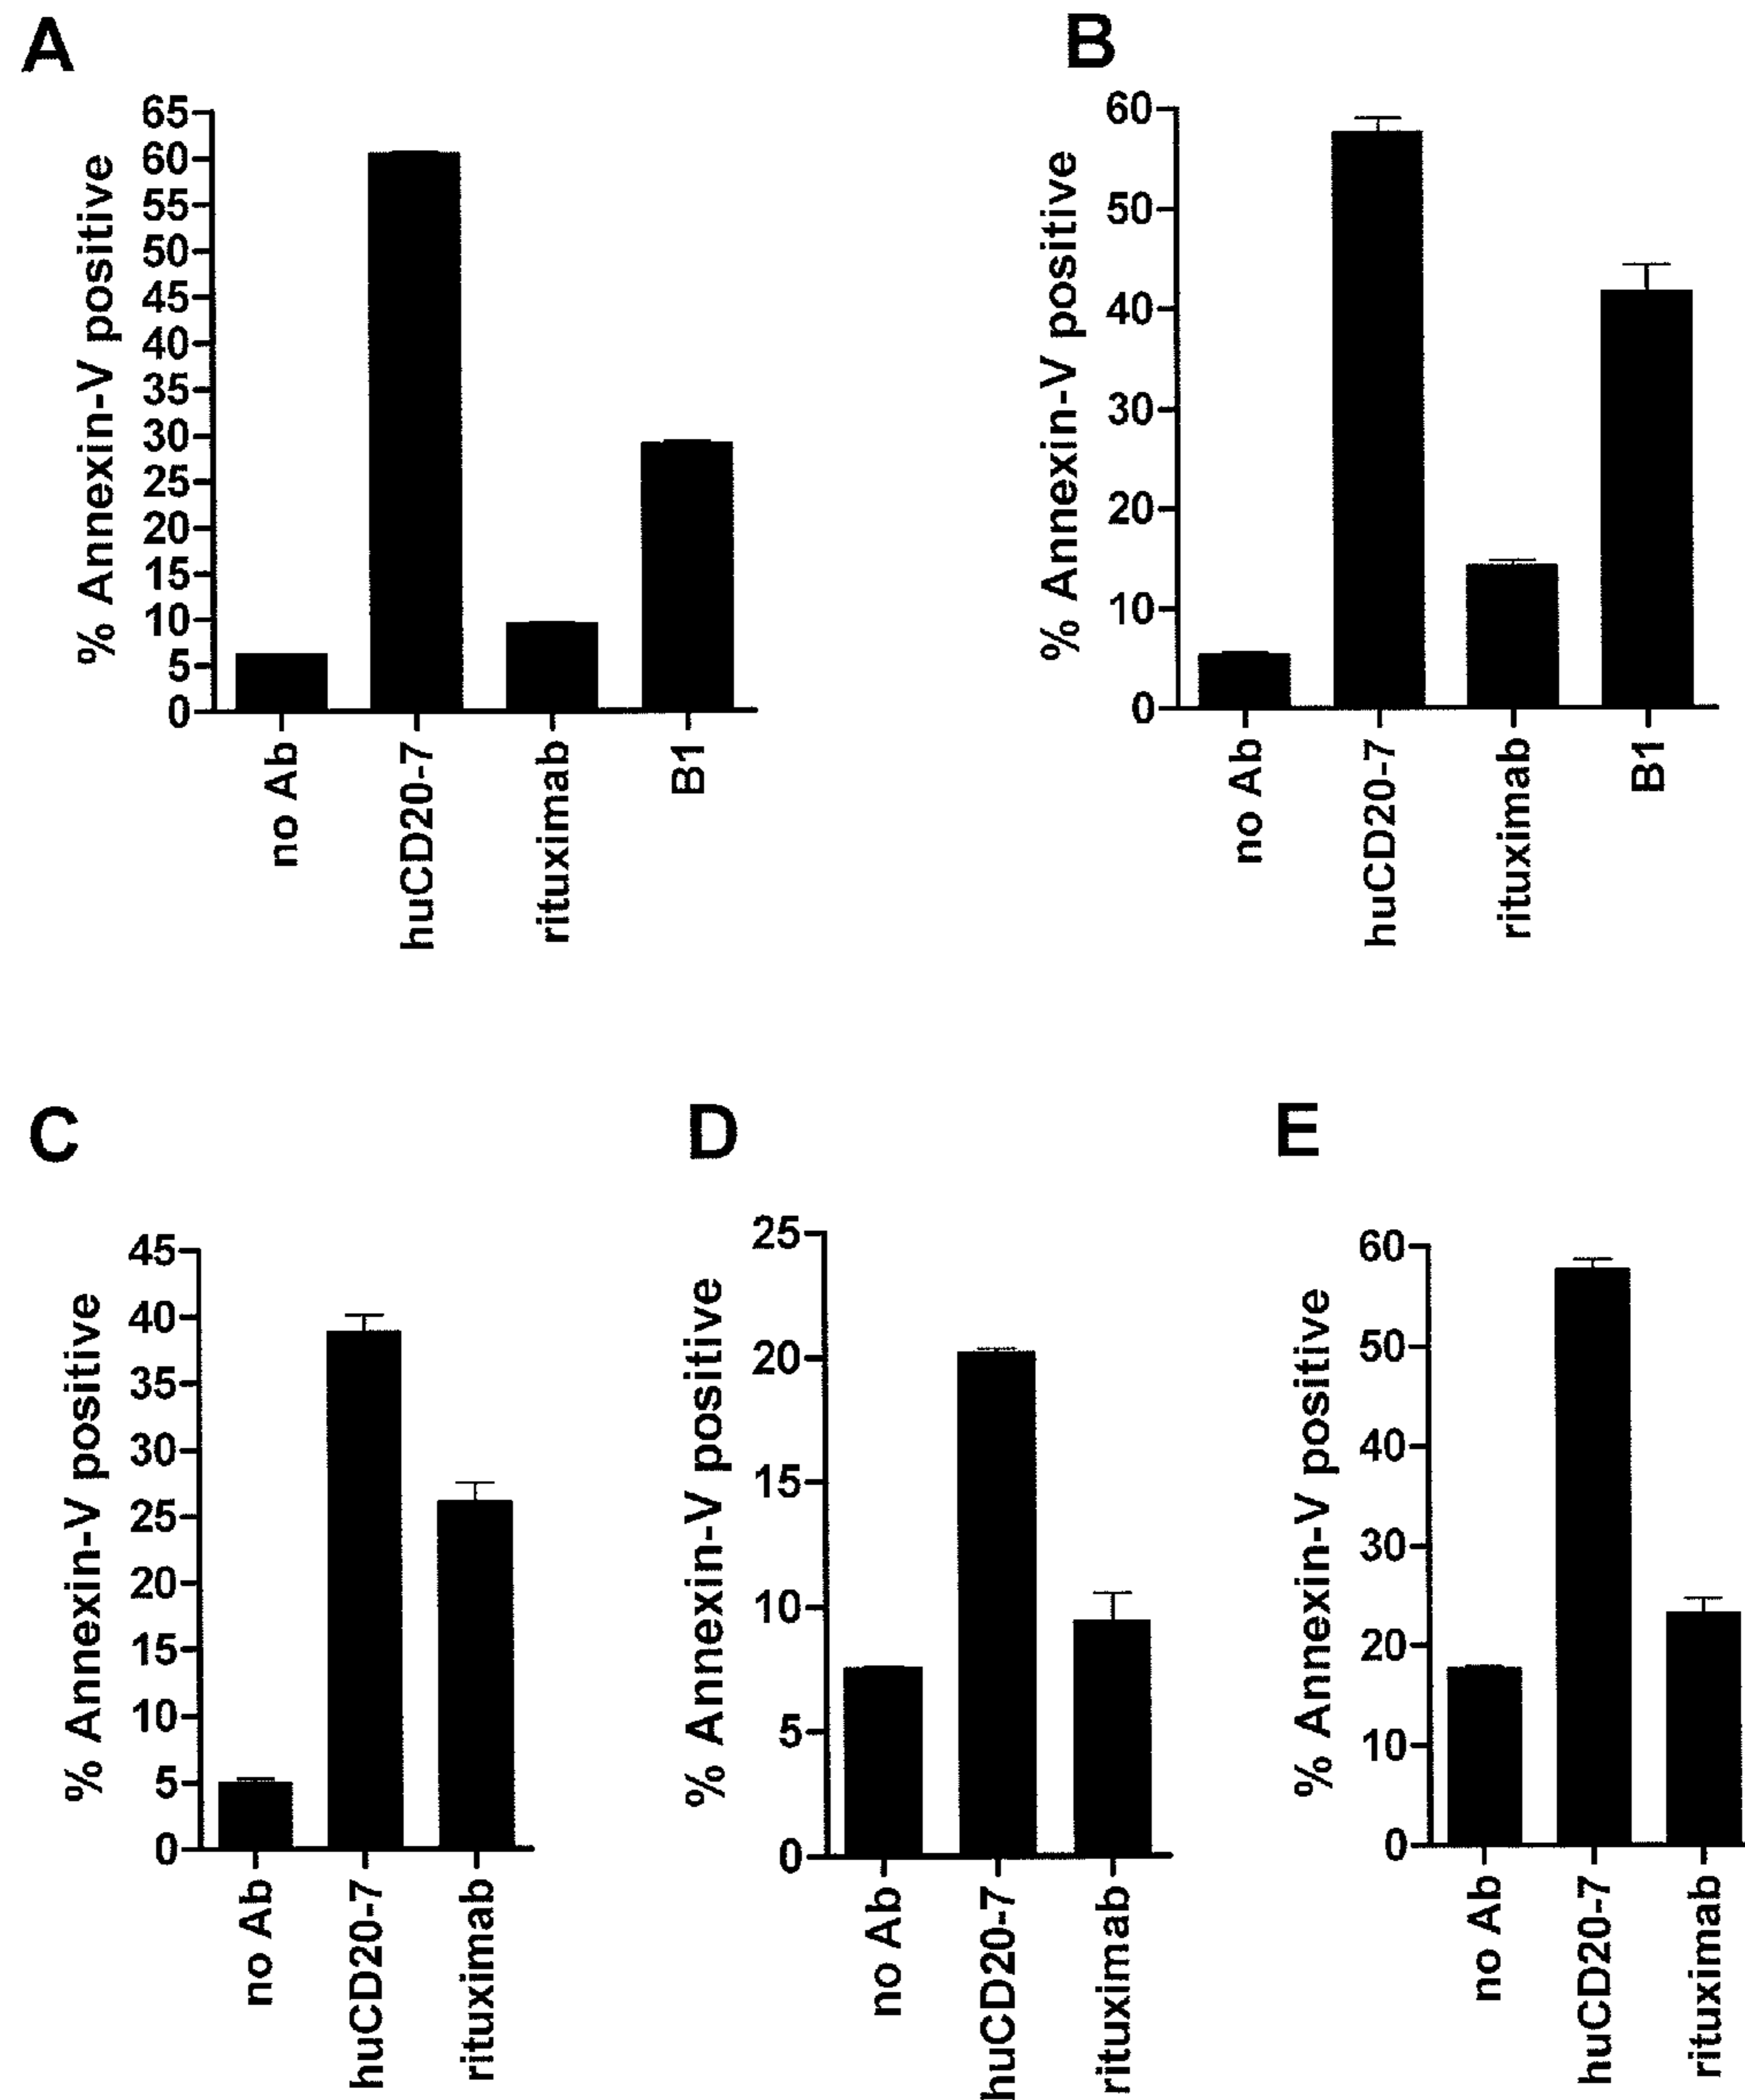 A
% Annexin-V positive
65
60
55
50
45
40
35
30
25
20
15
10
5
0
no Ab
huCD20-7
rituximab
B1
B
% Annexin-V positive
60
50
40
30
20
10
0
no Ab
huCD20-7
rituximab
B1
C
% Annexin-V positive
45
40
35
30
25
20
15
10
5
0
no Ab
huCD20-7
rituximab
D
% Annexin-V positive
25
20
15
10
5
0
no Ab
huCD20-7
rituximab
E
% Annexin-V positive
60
50
40
30
20
10
0
no Ab
huCD20-7
rituximab